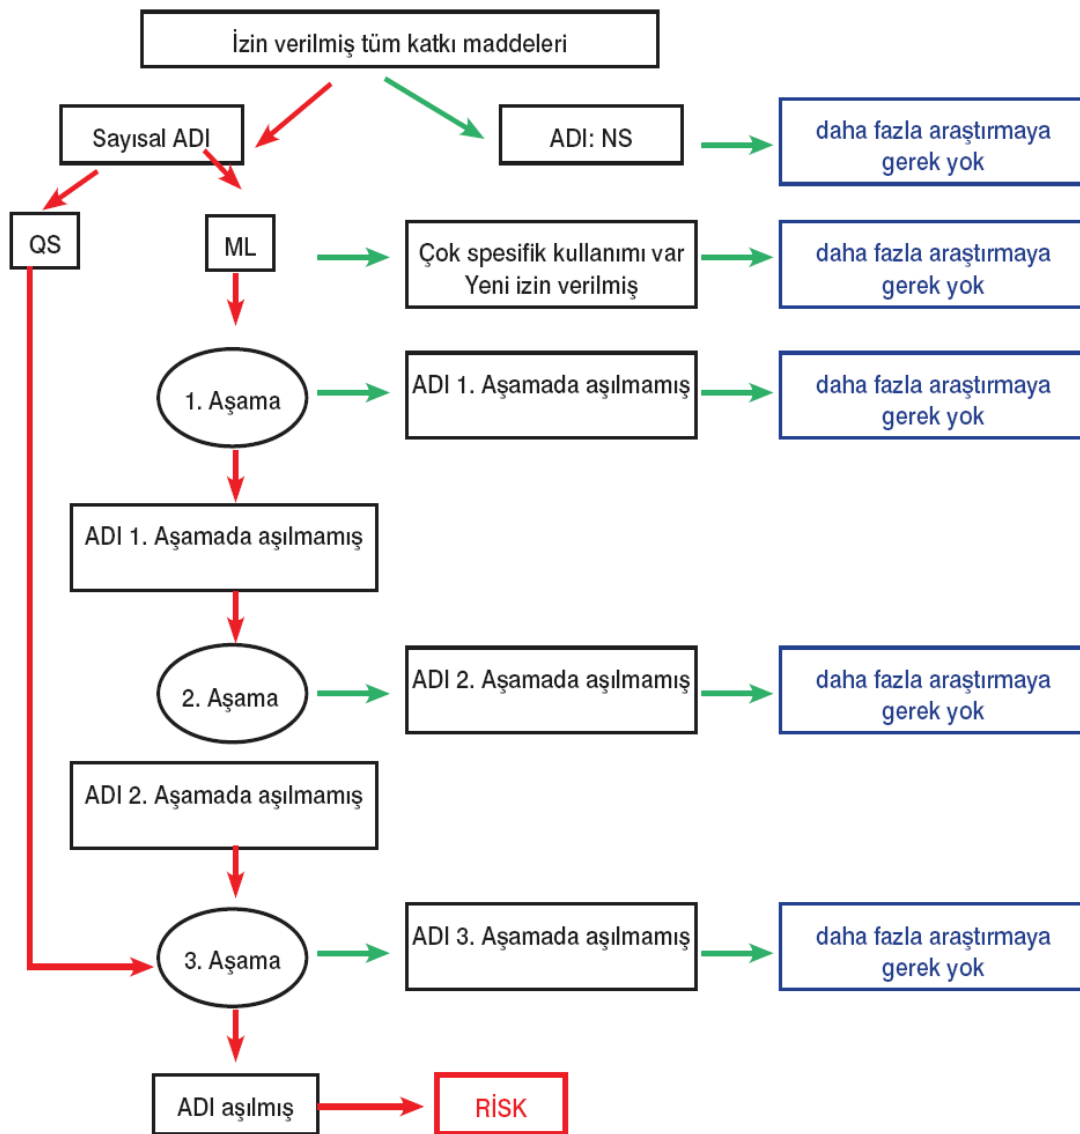 İzin verilmiş tüm katkı maddeleri
Sayısal ADI
ADI: NS
daha fazla araştırmaya
gerek yok
QS
ML
Çok spesifik kullanımı var
Yeni izin verilmiş
daha fazla araştırmaya
gerek yok
1. Aşama
ADI 1. Aşamada aşılmamış
daha fazla araştırmaya
gerek yok
ADI 1. Aşamada aşılmamış
2. Aşama
ADI 2. Aşamada aşılmamış
daha fazla araştırmaya
gerek yok
ADI 2. Aşamada aşılmamış
3. Aşama
ADI 3. Aşamada aşılmamış
daha fazla araştırmaya
gerek yok
ADI aşılmış
RİSK